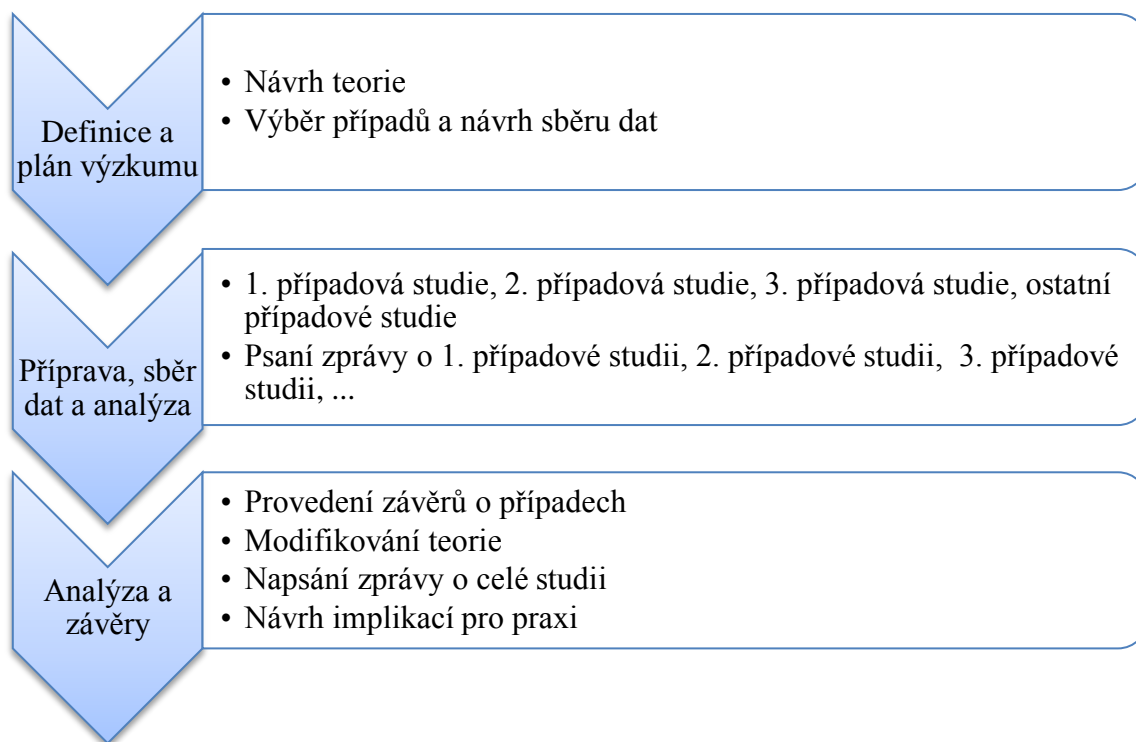 Definice a
plán výzkumu
• Návrh teorie
• Výběr případů a návrh sběru dat
Příprava, sběr
dat a analýza
• 1. případová studie, 2. případová studie, 3. případová studie, ostatní
případové studie
• Psaní zprávy o 1. případové studii, 2. případové studii,  3. případové
studii, ...
Analýza a
závěry
• Provedení závěrů o případech
• Modifikování teorie
• Napsání zprávy o celé studii
• Návrh implikací pro praxi